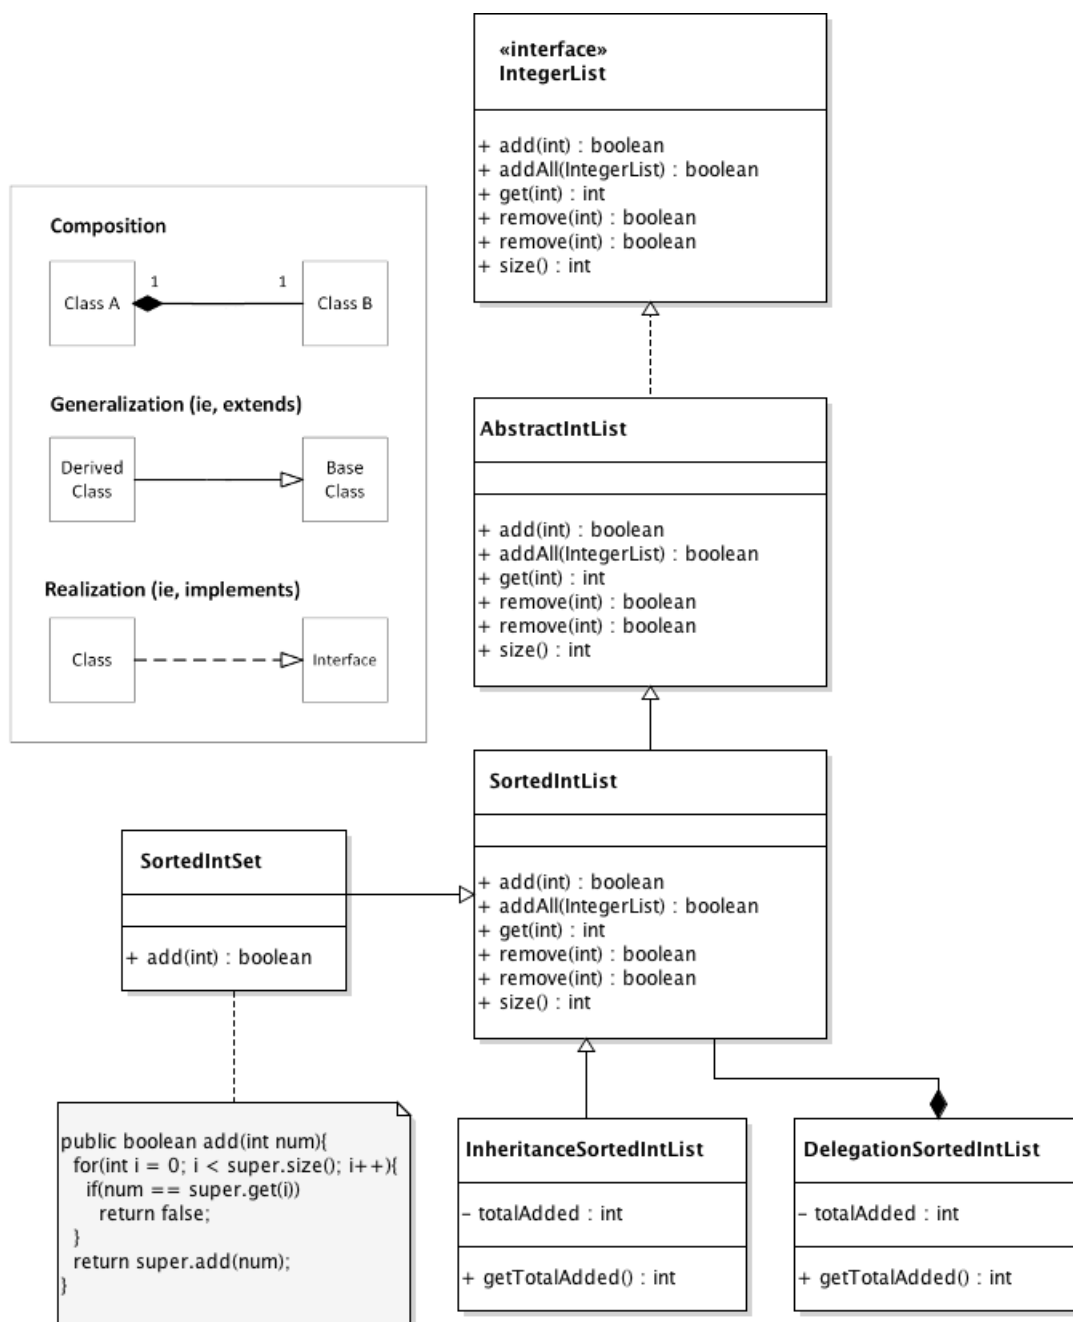 «interface»
IntegerList
+ add(int) : boolean
+ addAll(IntegerList) : boolean
+ get(int) : int
+ remove(int) : boolean
+ remove(int) : boolean
+ size() : int
Composition
Class A
1
1
Class B
Generalization (ie, extends)
Derived
Class
Base
Class
Realization (ie, implements)
Class
Interface
AbstractIntList
+ add(int) : boolean
+ addAll(IntegerList) : boolean
+ get(int) : int
+ remove(int) : boolean
+ remove(int) : boolean
+ size() : int
SortedIntList
+ add(int) : boolean
+ addAll(IntegerList) : boolean
+ get(int) : int
+ remove(int) : boolean
+ remove(int) : boolean
+ size() : int
SortedIntSet
+ add(int) : boolean
public boolean add(int num){
for(int i = 0; i < super.size(); i++){
if(num == super.get(i))
return false;
}
return super.add(num);
}
InheritanceSortedIntList
- totalAdded : int
+ getTotalAdded() : int
DelegationSortedIntList
- totalAdded : int
+ getTotalAdded() : int